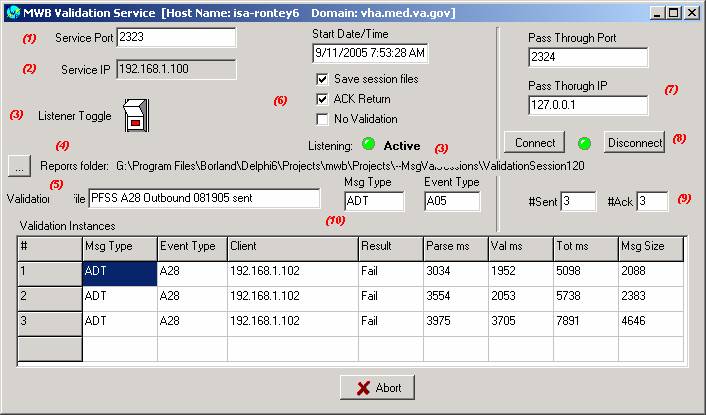 MWB Validation Service [Host Name: isa-rontey6 Domain: vha.med.va.gov]
(1) Service Port 2323
(2) Service IP 192.168.1.100
(3) Listener Toggle
Start Date/Time
9/11/2005 7:53:28 AM
(6) Save session files
ACK Return
No Validation
Listening: Active (3)
Pass Through Port
2324
Pass Thorugh IP
127.0.0.1 (7)
Connect Disconnect (8)
(4)
... Reports folder: G:\Program Files\Borland\Delphi6\Projects\mwb\Projects\--MsgValSessions\ValidationSession120
(5)
Validation file PFSS A28 Outbound 081905 sent
Msg Type Event Type
ADT A05
(10)
#Sent 3 #Ack 3 (9)
Validation Instances
# Msg Type Event Type Client Result Parse ms Val ms Tot ms Msg Size
1 ADT A28 192.168.1.102 Fail 3034 1952 5098 2088
2 ADT A28 192.168.1.102 Fail 3554 2053 5738 2383
3 ADT A28 192.168.1.102 Fail 3975 3705 7891 4646
Abort